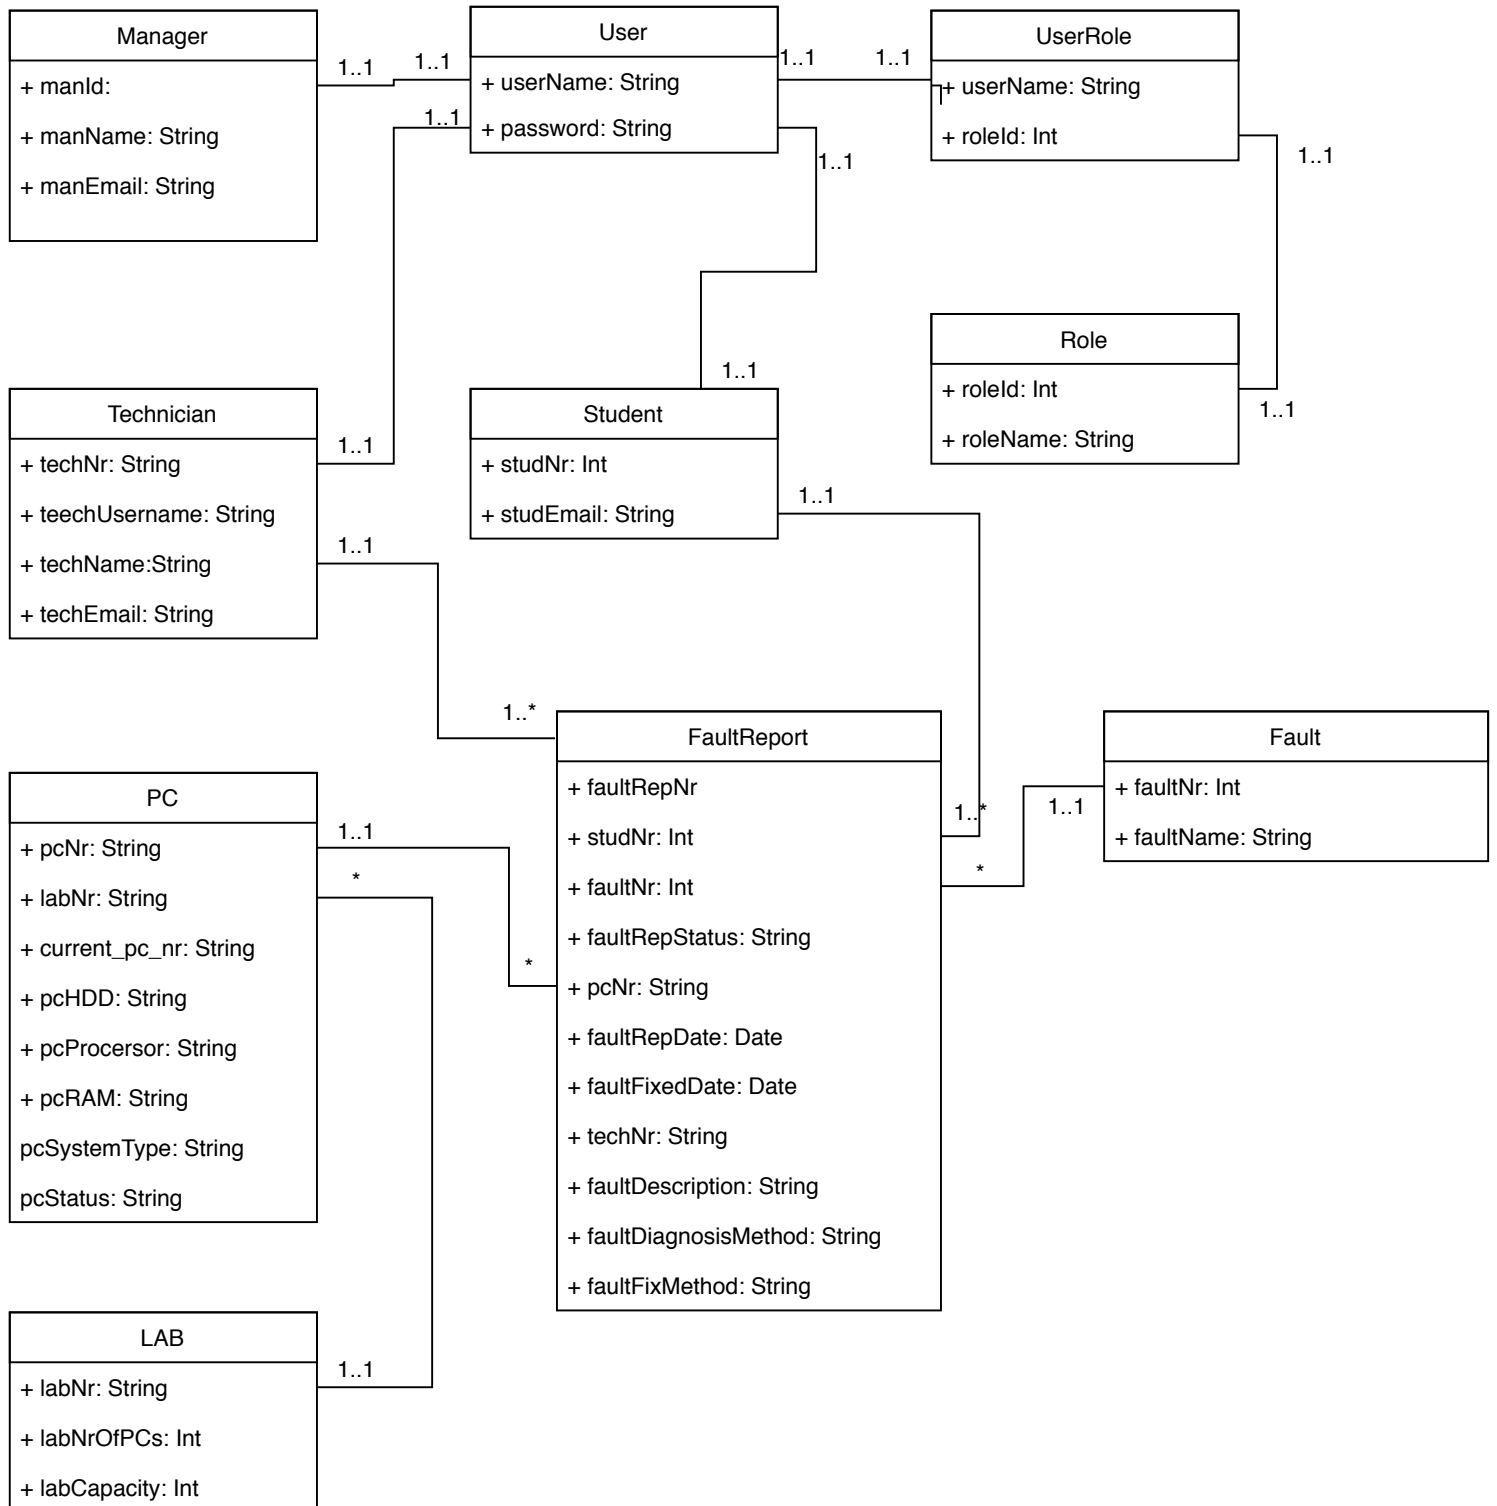 Manager
+ manId:
+ manName: String
+ manEmail: String
1..1
1..1
User
+ userName: String
+ password: String
1..1
1..1
1..1
1..1
UserRole
+ userName: String
+ roleId: Int
1..1
Role
+ roleId: Int
+ roleName: String
1..1
Technician
+ techNr: String
+ teechUsername: String
+ techName:String
+ techEmail: String
1..1
1..1
1..1
Student
+ studNr: Int
+ studEmail: String
1..1
1..*
FaultReport
+ faultRepNr
+ studNr: Int
+ faultNr: Int
+ faultRepStatus: String
+ pcNr: String
+ faultRepDate: Date
+ faultFixedDate: Date
+ techNr: String
+ faultDescription: String
+ faultDiagnosisMethod: String
+ faultFixMethod: String
1..*
*
1..1
Fault
+ faultNr: Int
+ faultName: String
PC
+ pcNr: String
+ labNr: String
+ current_pc_nr: String
+ pcHDD: String
+ pcProcersor: String
+ pcRAM: String
pcSystemType: String
pcStatus: String
1..1
*
*
LAB
+ labNr: String
+ labNrOfPCs: Int
+ labCapacity: Int
1..1